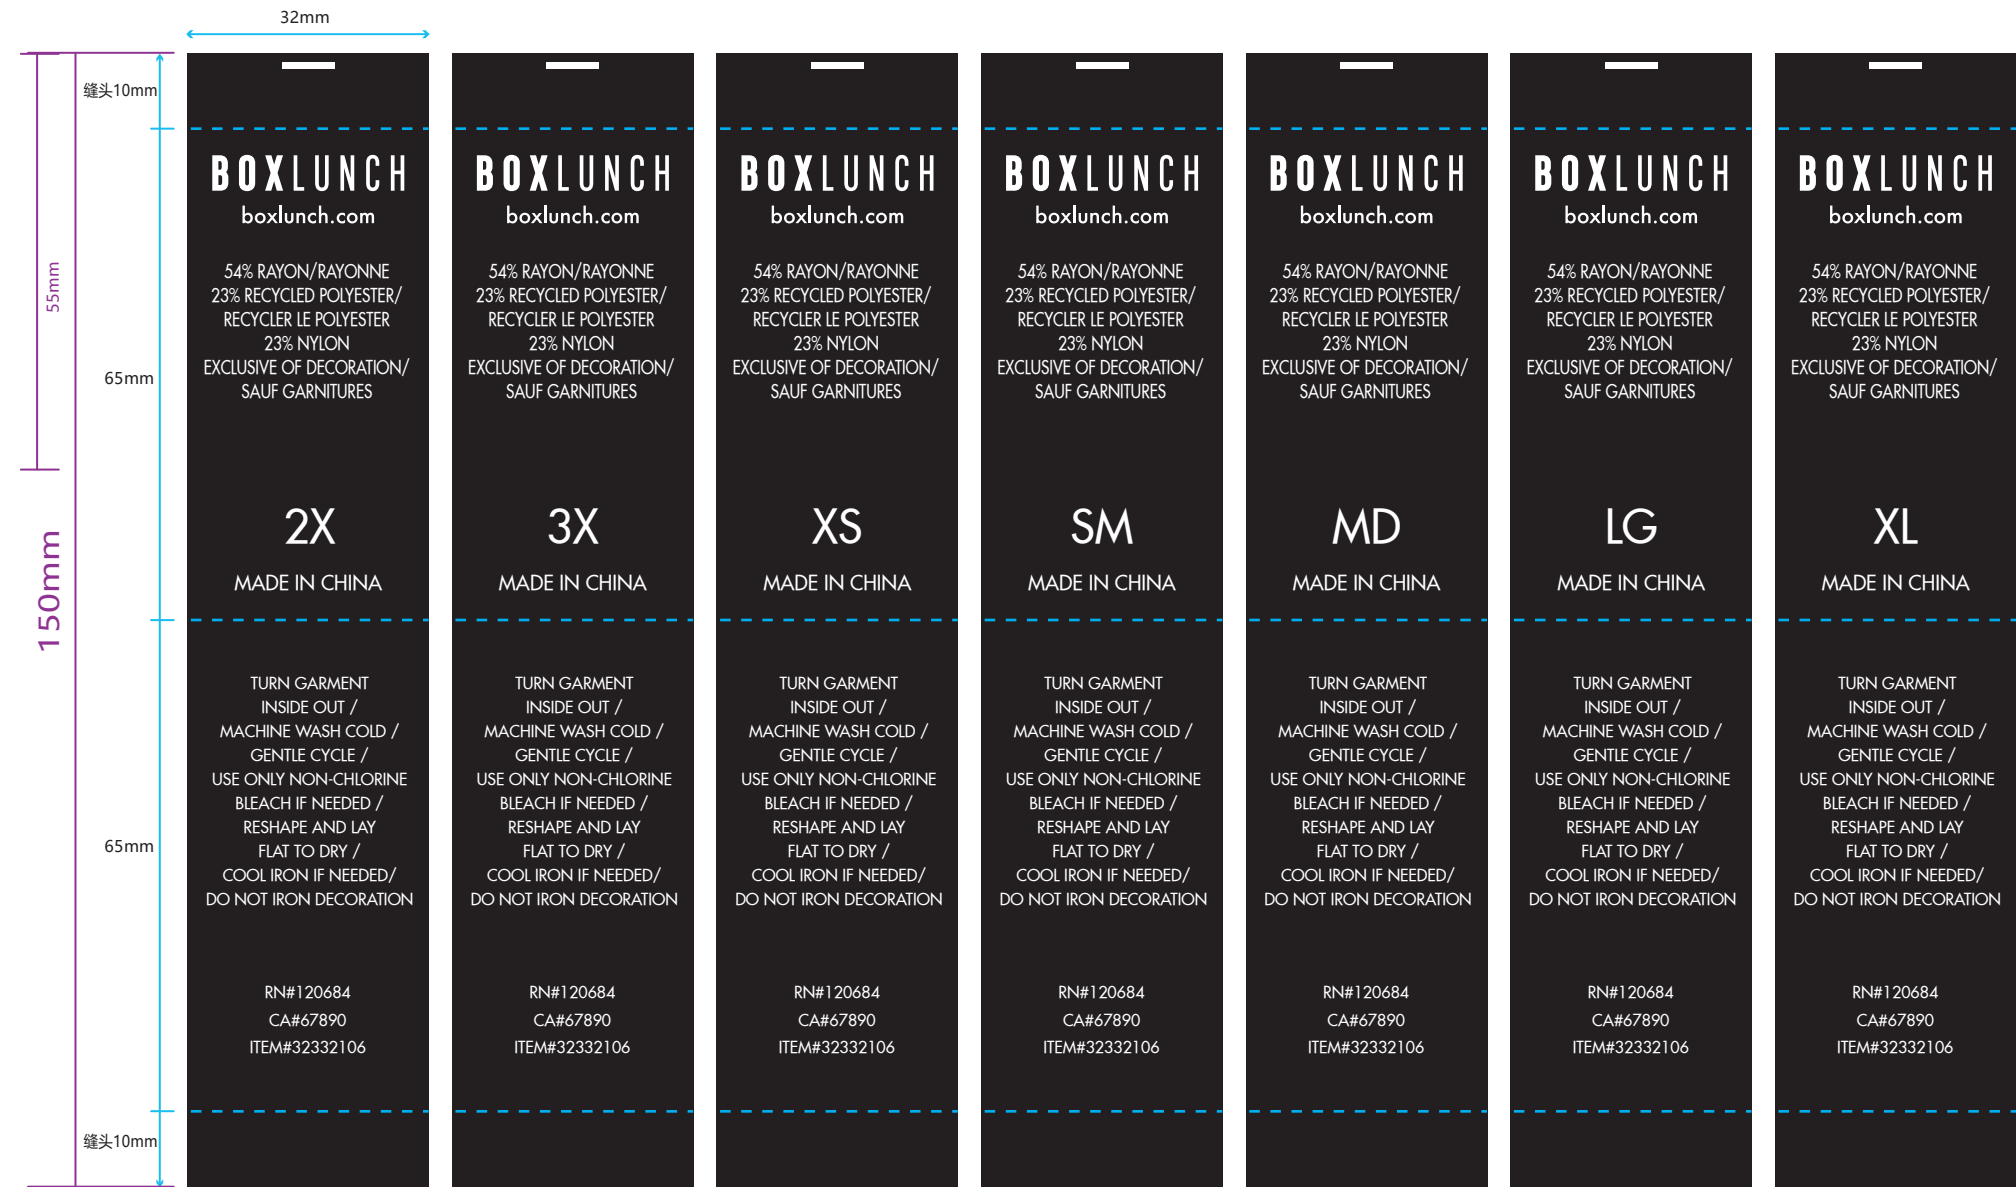 32mm
缝头10mm
55mm
65mm
150mm
65mm
缝头10mm
BOXLUNCH
boxlunch.com
54% RAYON/RAYONNE
23% RECYCLED POLYESTER/
RECYCLER LE POLYESTER
23% NYLON
EXCLUSIVE OF DECORATION/
SAUF GARNITURES
2X
MADE IN CHINA
TURN GARMENT
INSIDE OUT /
MACHINE WASH COLD /
GENTLE CYCLE /
USE ONLY NON-CHLORINE
BLEACH IF NEEDED /
RESHAPE AND LAY
FLAT TO DRY /
COOL IRON IF NEEDED/
DO NOT IRON DECORATION
RN#120684
CA#67890
ITEM#32332106
BOXLUNCH
boxlunch.com
54% RAYON/RAYONNE
23% RECYCLED POLYESTER/
RECYCLER LE POLYESTER
23% NYLON
EXCLUSIVE OF DECORATION/
SAUF GARNITURES
3X
MADE IN CHINA
TURN GARMENT
INSIDE OUT /
MACHINE WASH COLD /
GENTLE CYCLE /
USE ONLY NON-CHLORINE
BLEACH IF NEEDED /
RESHAPE AND LAY
FLAT TO DRY /
COOL IRON IF NEEDED/
DO NOT IRON DECORATION
RN#120684
CA#67890
ITEM#32332106
BOXLUNCH
boxlunch.com
54% RAYON/RAYONNE
23% RECYCLED POLYESTER/
RECYCLER LE POLYESTER
23% NYLON
EXCLUSIVE OF DECORATION/
SAUF GARNITURES
XS
MADE IN CHINA
TURN GARMENT
INSIDE OUT /
MACHINE WASH COLD /
GENTLE CYCLE /
USE ONLY NON-CHLORINE
BLEACH IF NEEDED /
RESHAPE AND LAY
FLAT TO DRY /
COOL IRON IF NEEDED/
DO NOT IRON DECORATION
RN#120684
CA#67890
ITEM#32332106
BOXLUNCH
boxlunch.com
54% RAYON/RAYONNE
23% RECYCLED POLYESTER/
RECYCLER LE POLYESTER
23% NYLON
EXCLUSIVE OF DECORATION/
SAUF GARNITURES
SM
MADE IN CHINA
TURN GARMENT
INSIDE OUT /
MACHINE WASH COLD /
GENTLE CYCLE /
USE ONLY NON-CHLORINE
BLEACH IF NEEDED /
RESHAPE AND LAY
FLAT TO DRY /
COOL IRON IF NEEDED/
DO NOT IRON DECORATION
RN#120684
CA#67890
ITEM#32332106
BOXLUNCH
boxlunch.com
54% RAYON/RAYONNE
23% RECYCLED POLYESTER/
RECYCLER LE POLYESTER
23% NYLON
EXCLUSIVE OF DECORATION/
SAUF GARNITURES
MD
MADE IN CHINA
TURN GARMENT
INSIDE OUT /
MACHINE WASH COLD /
GENTLE CYCLE /
USE ONLY NON-CHLORINE
BLEACH IF NEEDED /
RESHAPE AND LAY
FLAT TO DRY /
COOL IRON IF NEEDED/
DO NOT IRON DECORATION
RN#120684
CA#67890
ITEM#32332106
BOXLUNCH
boxlunch.com
54% RAYON/RAYONNE
23% RECYCLED POLYESTER/
RECYCLER LE POLYESTER
23% NYLON
EXCLUSIVE OF DECORATION/
SAUF GARNITURES
LG
MADE IN CHINA
TURN GARMENT
INSIDE OUT /
MACHINE WASH COLD /
GENTLE CYCLE /
USE ONLY NON-CHLORINE
BLEACH IF NEEDED /
RESHAPE AND LAY
FLAT TO DRY /
COOL IRON IF NEEDED/
DO NOT IRON DECORATION
RN#120684
CA#67890
ITEM#32332106
BOXLUNCH
boxlunch.com
54% RAYON/RAYONNE
23% RECYCLED POLYESTER/
RECYCLER LE POLYESTER
23% NYLON
EXCLUSIVE OF DECORATION/
SAUF GARNITURES
XL
MADE IN CHINA
TURN GARMENT
INSIDE OUT /
MACHINE WASH COLD /
GENTLE CYCLE /
USE ONLY NON-CHLORINE
BLEACH IF NEEDED /
RESHAPE AND LAY
FLAT TO DRY /
COOL IRON IF NEEDED/
DO NOT IRON DECORATION
RN#120684
CA#67890
ITEM#32332106